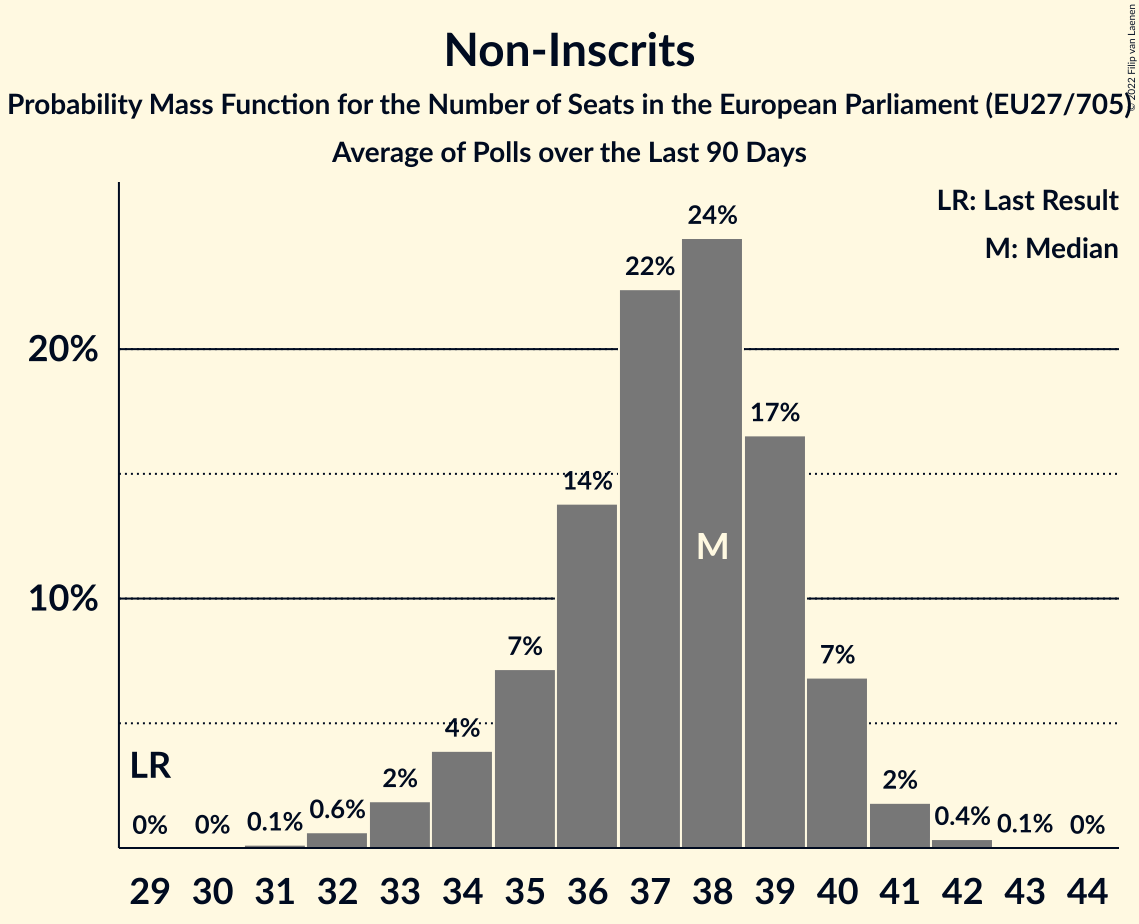 Non-Inscrits
Probability Mass Function for the Number of Seats in the European Parliament (EU27/705)
Average of Polls over the Last 90 Days
© 2022 Filip van Laenen
LR: Last Result
M: Median
20%
10%
LR
0%
0%
0.1%
0.6%
2%
4%
7%
14%
22%
24%
M
17%
7%
2%
0.4%
0.1%
0%
29 30 31 32 33 34 35 36 37 38 39 40 41 42 43 44